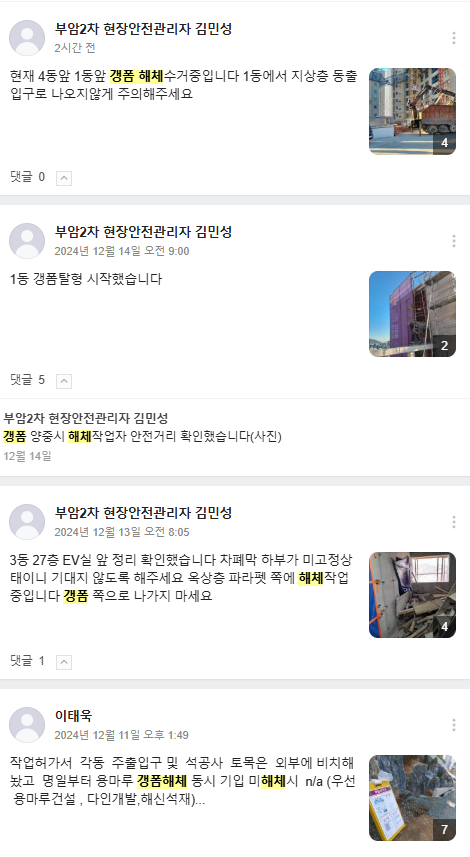 부암2차 현장안전관리자 김민성
2시간 전
현재 4동앞 1동앞 갱폼 해체수거중입니다 1동에서 지상층 동출
입구로 나오지않게 주의해주세요
4
댓글 0
부암2차 현장안전관리자 김민성
2024년 12월 14일 오전 9:00
1동 갱폼탈형 시작했습니다
2
댓글 5
부암2차 현장안전관리자 김민성
갱폼 양중시 해체작업자 안전거리 확인했습니다(사진)
12월 14일
부암2차 현장안전관리자 김민성
2024년 12월 13일 오전 8:05
3동 27층 EV실 앞 정리 확인했습니다 차폐막 하부가 미고정상
태이니 기대지 않도록 해주세요 옥상층 파라펫 쪽에 해체작업
중입니다 갱폼 쪽으로 나가지 마세요
4
댓글 1
이태욱
2024년 12월 11일 오후 1:49
작업허가서 각동 주출입구 및 석공사 토목은 외부에 비치해
놨고 명일부터 용마루 갱폼해체 동시 기입 미해체시 n/a (우선
용마루건설 , 다인개발,해신석재)...
7